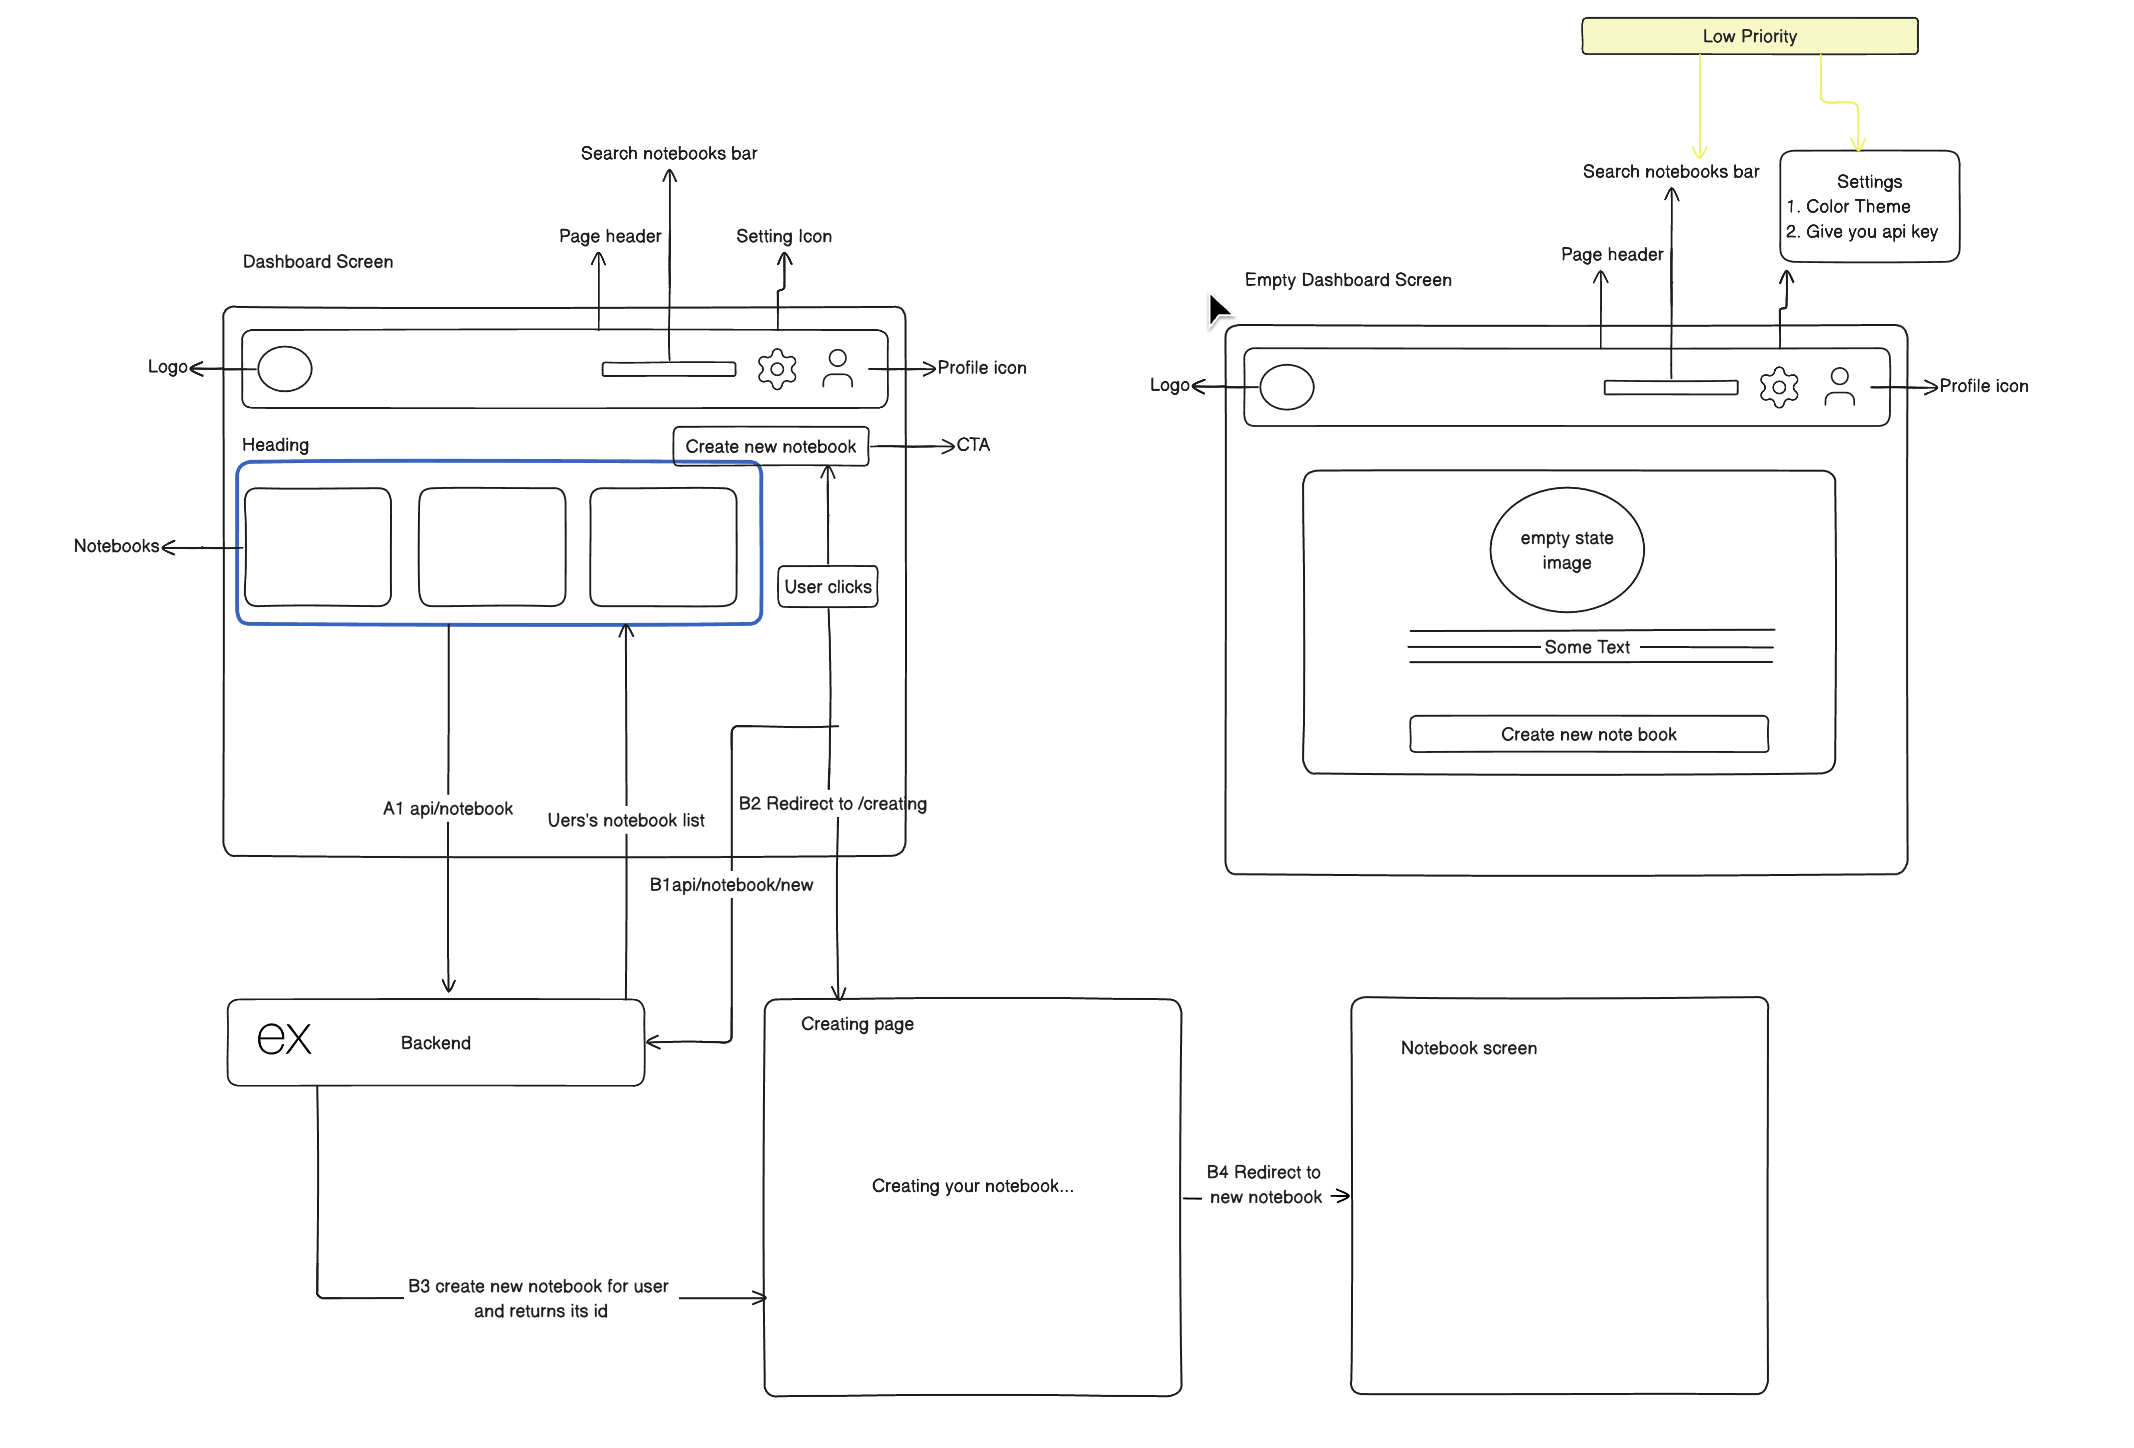 Low Priority
Search notebooks bar
Page header
Setting Icon
Dashboard Screen
Logo
Profile icon
Heading
Create new notebook
CTA
Notebooks
User clicks
A1 api/notebook
Uers's notebook list
B2 Redirect to /creating
B1api/notebook/new
Search notebooks bar
Settings
1. Color Theme
2. Give you api key
Page header
Empty Dashboard Screen
Logo
Profile icon
empty state
image
Some Text
Create new note book
ex
Backend
Creating page
Creating your notebook...
B3 create new notebook for user
and returns its id
B4 Redirect to
new notebook
Notebook screen